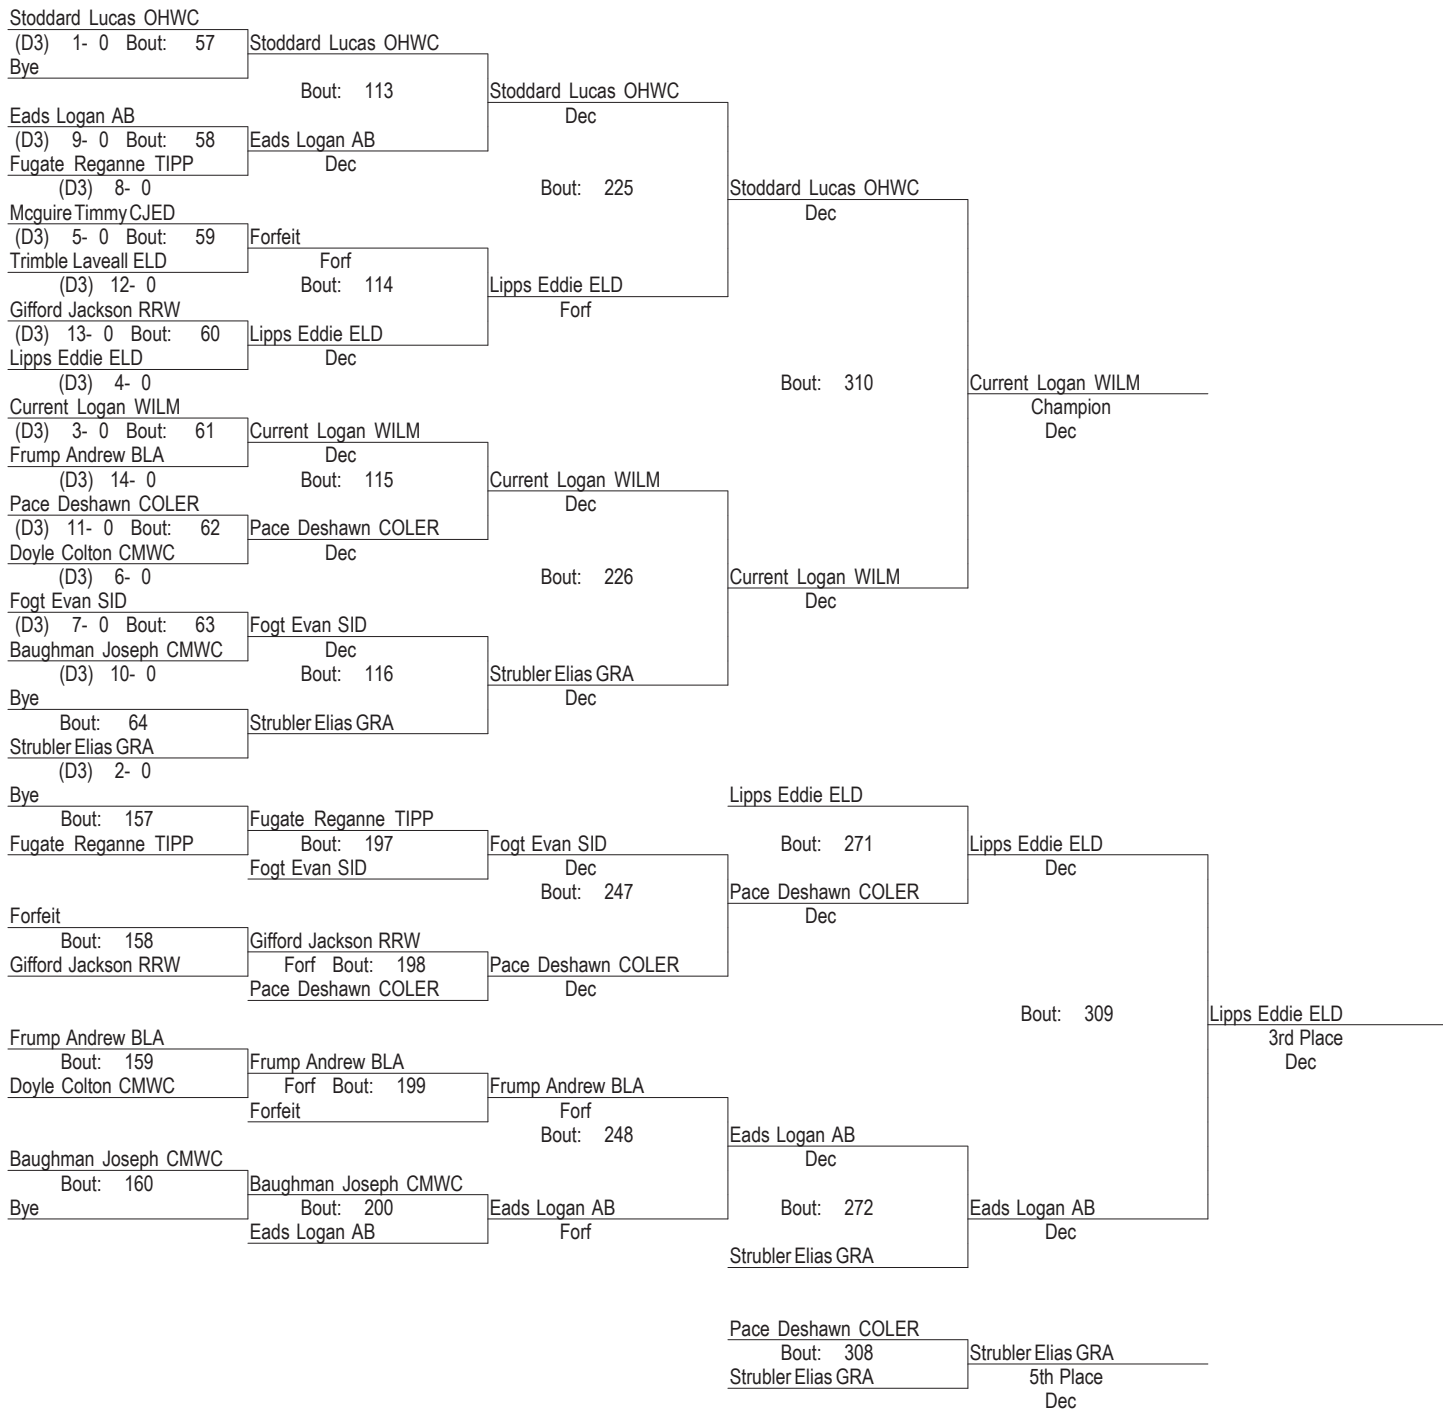 Stoddard Lucas OHWC
(D3) 1- 0 Bout: 57 Stoddard Lucas OHWC
Bye
Bout: 113 Stoddard Lucas OHWC
Eads Logan AB Dec
(D3) 9- 0 Bout: 58 Eads Logan AB
Fugate Reganne TIPP Dec
(D3) 8- 0 Bout: 225 Stoddard Lucas OHWC
Mcguire Timmy CJED Dec
(D3) 5- 0 Bout: 59 Forfeit
Trimble Laveall ELD Forf
(D3) 12- 0 Bout: 114 Lipps Eddie ELD
Gifford Jackson RRW Forf
(D3) 13- 0 Bout: 60 Lipps Eddie ELD
Lipps Eddie ELD Dec
(D3) 4- 0 Bout: 310 Current Logan WILM
Current Logan WILM Champion
(D3) 3- 0 Bout: 61 Current Logan WILM Dec
Frump Andrew BLA Dec
(D3) 14- 0 Bout: 115 Current Logan WILM
Pace Deshawn COLER Dec
(D3) 11- 0 Bout: 62 Pace Deshawn COLER
Doyle Colton CMWC Dec
(D3) 6- 0 Bout: 226 Current Logan WILM
Fogt Evan SID Dec
(D3) 7- 0 Bout: 63 Fogt Evan SID
Baughman Joseph CMWC Dec
(D3) 10- 0 Bout: 116 Strubler Elias GRA
Bye Dec
Bout: 64 Strubler Elias GRA
Strubler Elias GRA
(D3) 2- 0
Bye Lipps Eddie ELD
Bout: 157 Fugate Reganne TIPP
Fugate Reganne TIPP Bout: 197 Fogt Evan SID Bout: 271 Lipps Eddie ELD
Fogt Evan SID Dec Dec
Bout: 247 Pace Deshawn COLER
Forfeit Dec
Bout: 158 Gifford Jackson RRW
Gifford Jackson RRW Forf Bout: 198 Pace Deshawn COLER
Pace Deshawn COLER Dec
Bout: 309 Lipps Eddie ELD
Frump Andrew BLA 3rd Place
Bout: 159 Frump Andrew BLA Dec
Doyle Colton CMWC Forf Bout: 199 Frump Andrew BLA
Forfeit Forf
Bout: 248 Eads Logan AB
Baughman Joseph CMWC Dec
Bout: 160 Baughman Joseph CMWC
Bye Bout: 200 Eads Logan AB Bout: 272 Eads Logan AB
Eads Logan AB Forf Dec
Strubler Elias GRA
Pace Deshawn COLER
Bout: 308 Strubler Elias GRA
Strubler Elias GRA 5th Place
Dec